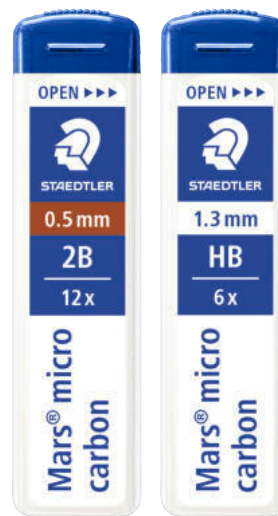 OPEN ►►►
STAEDTLER
0.5 mm
2B
12 x
Mars® micro
carbon
OPEN ►►►
STAEDTLER
1.3 mm
HB
6 x
Mars® micro
carbon